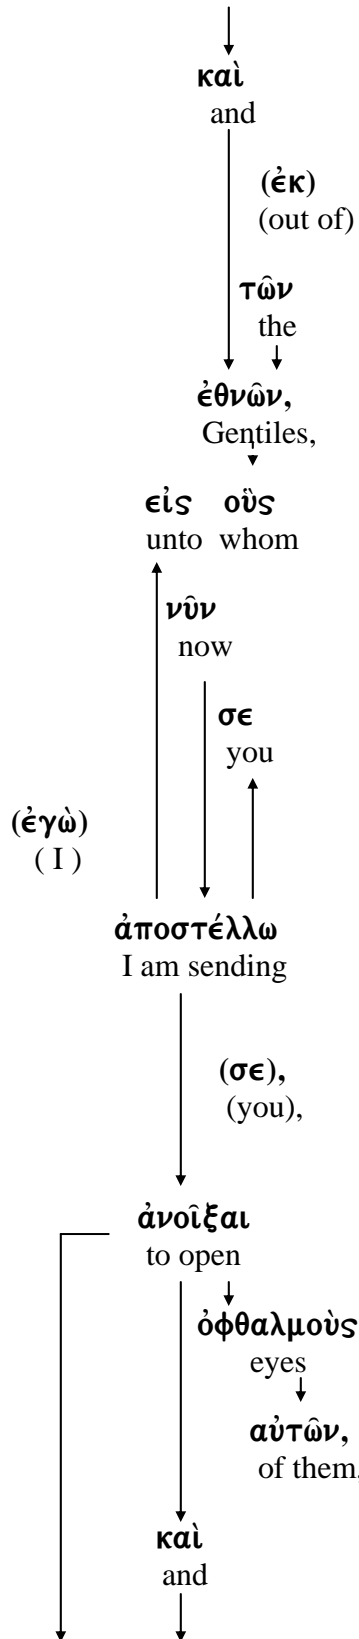 καὶ
and
(ἐκ)
(out of)
τῶν
the
ἐθνῶν,
Gentiles,
εἰς οὓς
unto whom
νῦν
now
σε
you
(ἐγὼ)
( I )
ἀποστέλλω
I am sending
(σε),
(you),
ἀνοῖξαι
to open
ὀφθαλμοὺς
eyes
αὐτῶν,
of them,
καὶ
and